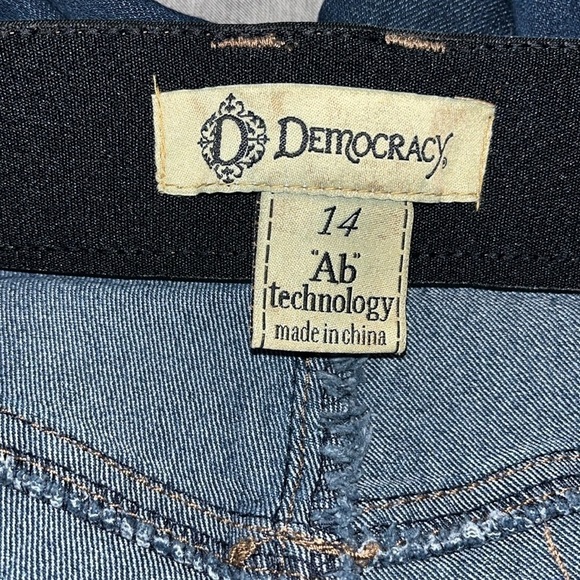 D DEMOCRACY®
14
"Ab"
technology
made in china